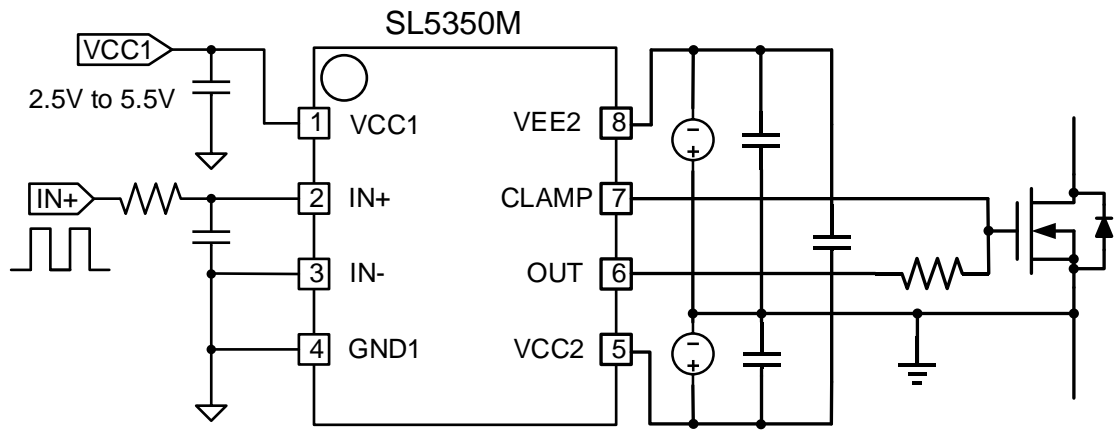 SL5350M
VCC1
2.5V to 5.5V
1 VCC1 VEE2 8
IN+ 2 IN+ CLAMP 7
3 IN- OUT 6
4 GND1 VCC2 5
- +
- +